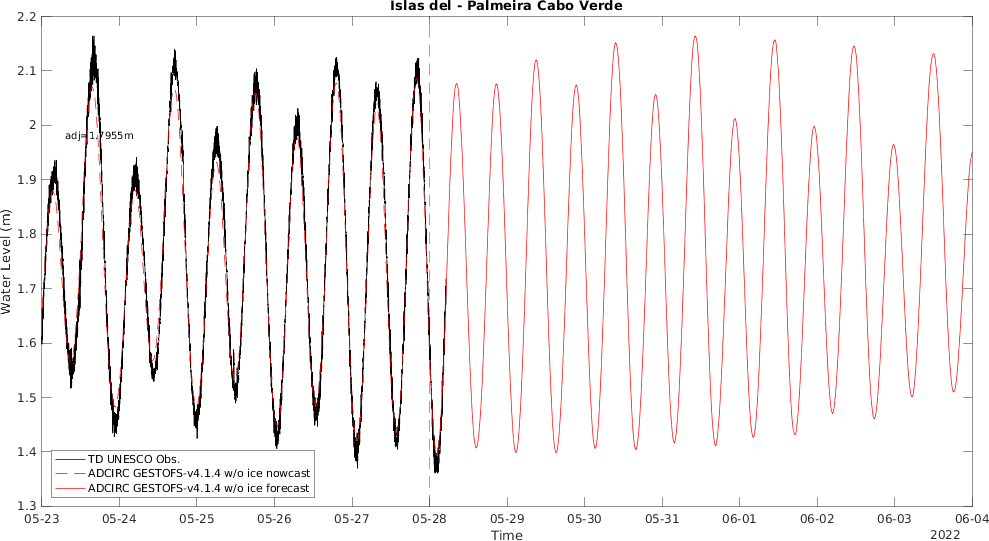 Islas del - Palmeira Cabo Verde
2.2
2.1
2
1.9
1.8
1.7
1.6
1.5
1.4
1.3
Water Level (m)
adj=1.7955m
TD UNESCO Obs.
ADCIRC GESTOFS-v4.1.4 w/o ice nowcast
ADCIRC GESTOFS-v4.1.4 w/o ice forecast
05-23 05-24 05-25 05-26 05-27 05-28 05-29 05-30 05-31 06-01 06-02 06-03 06-04
Time
2022